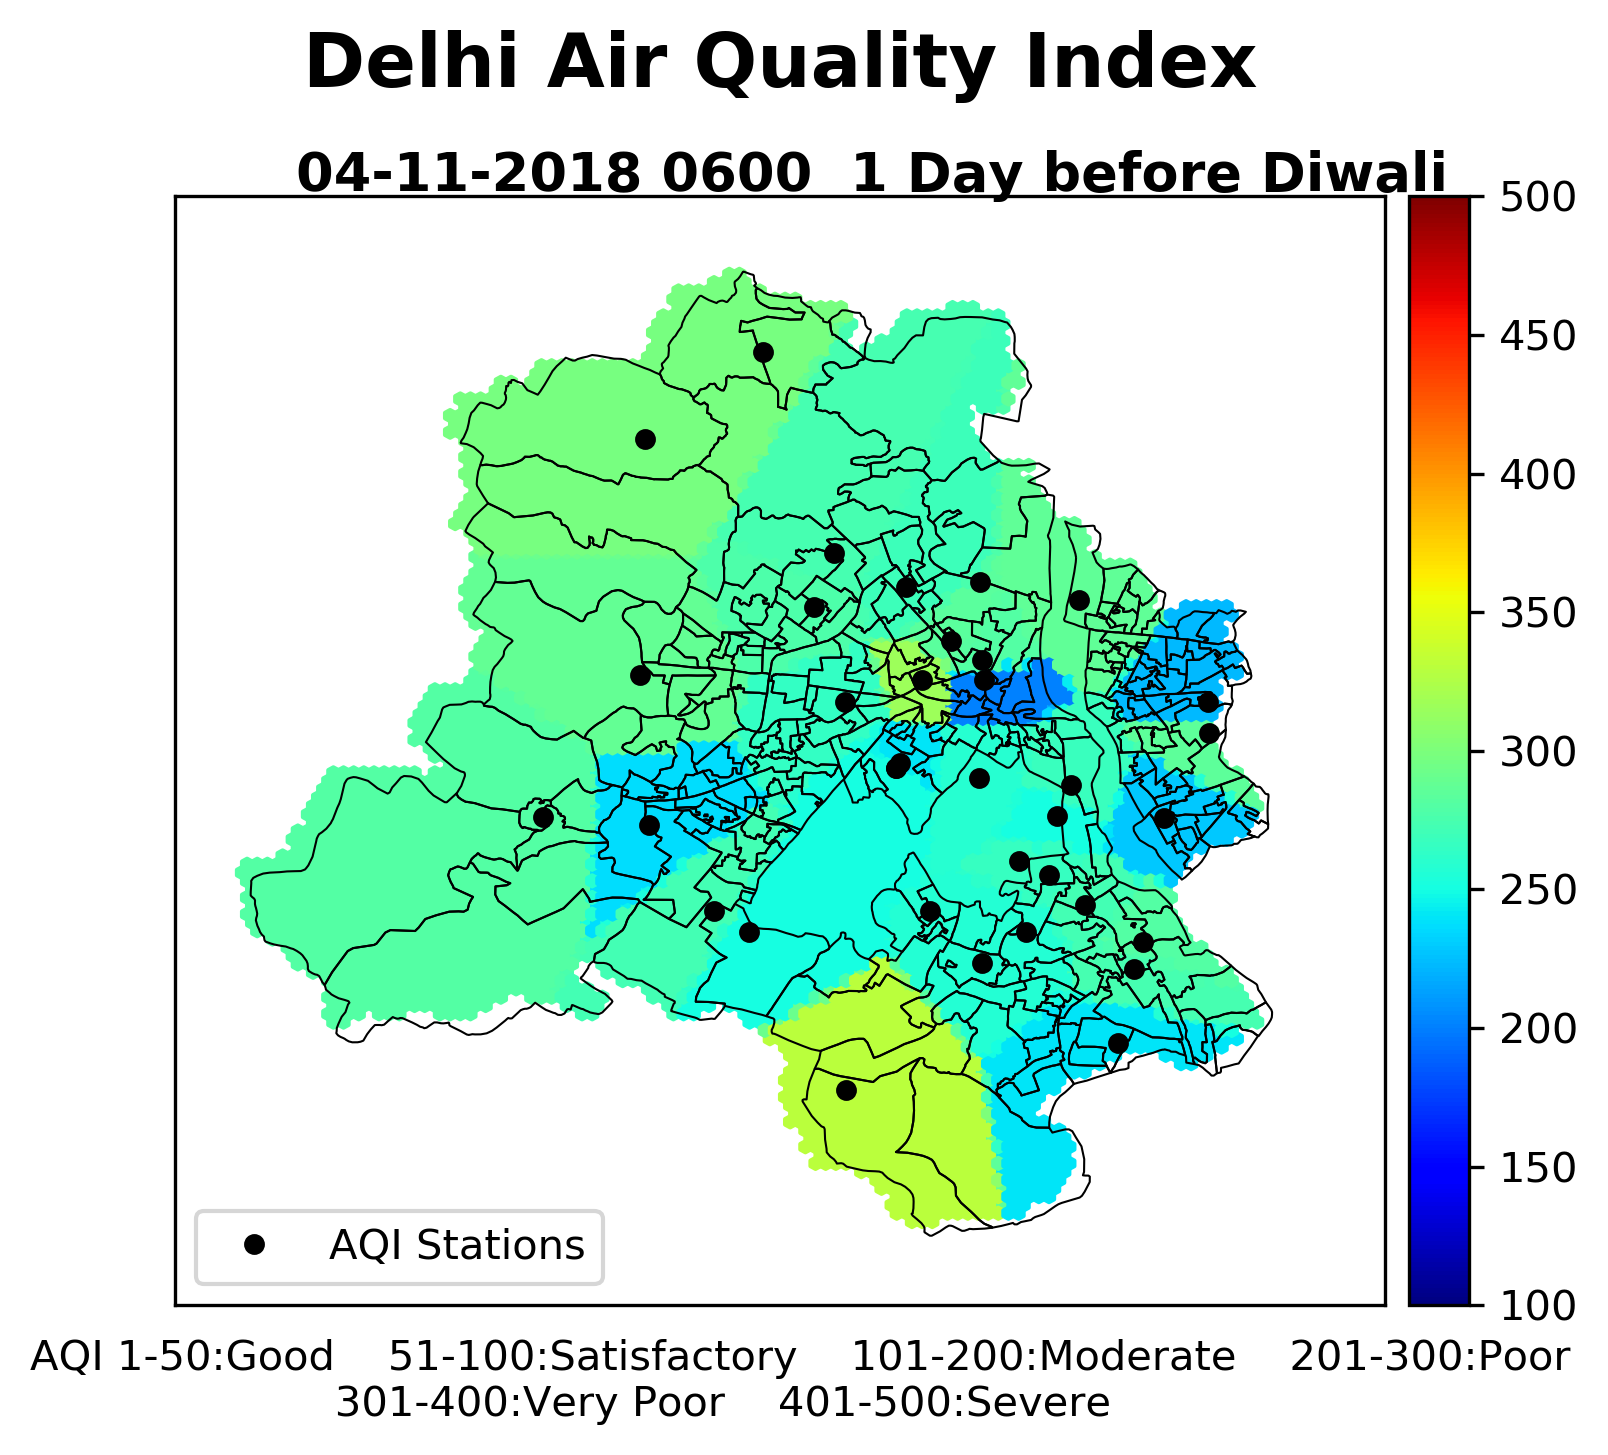 Delhi Air Quality Index
04-11-2018 0600  1 Day before Diwali
500
450
400
350
300
250
200
150
100
AQI Stations
AQI 1-50:Good    51-100:Satisfactory    101-200:Moderate    201-300:Poor
301-400:Very Poor    401-500:Severe